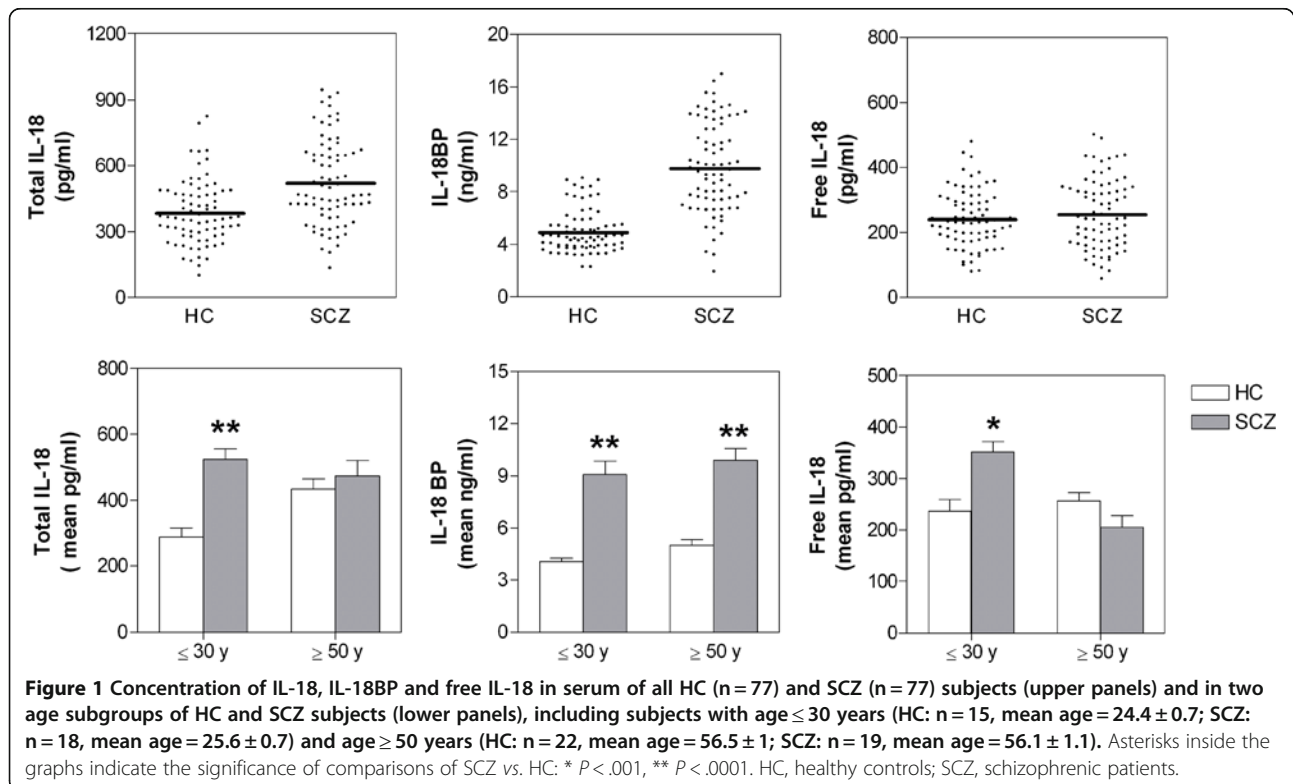 1200
900
600
300
0
Total IL-18
(pg/ml)
HC
SCZ
20
16
12
8
4
0
IL-18BP
(ng/ml)
HC
SCZ
800
600
400
200
0
Free IL-18
(pg/ml)
HC
SCZ
800
600
400
200
0
Total IL-18
( mean pg/ml)
**
≤ 30 y
≥ 50 y
15
12
9
6
3
0
IL-18 BP
(mean ng/ml)
**
**
≤ 30 y
≥ 50 y
500
400
300
200
100
0
Free IL-18
(mean pg/ml)
*
≤ 30 y
≥ 50 y
HC
SCZ
Figure 1 Concentration of IL-18, IL-18BP and free IL-18 in serum of all HC (n = 77) and SCZ (n = 77) subjects (upper panels) and in two
age subgroups of HC and SCZ subjects (lower panels), including subjects with age ≤ 30 years (HC: n = 15, mean age = 24.4 ± 0.7; SCZ:
n = 18, mean age = 25.6 ± 0.7) and age ≥ 50 years (HC: n = 22, mean age = 56.5 ± 1; SCZ: n = 19, mean age = 56.1 ± 1.1). Asterisks inside the
graphs indicate the significance of comparisons of SCZ vs. HC: * P < .001, ** P < .0001. HC, healthy controls; SCZ, schizophrenic patients.